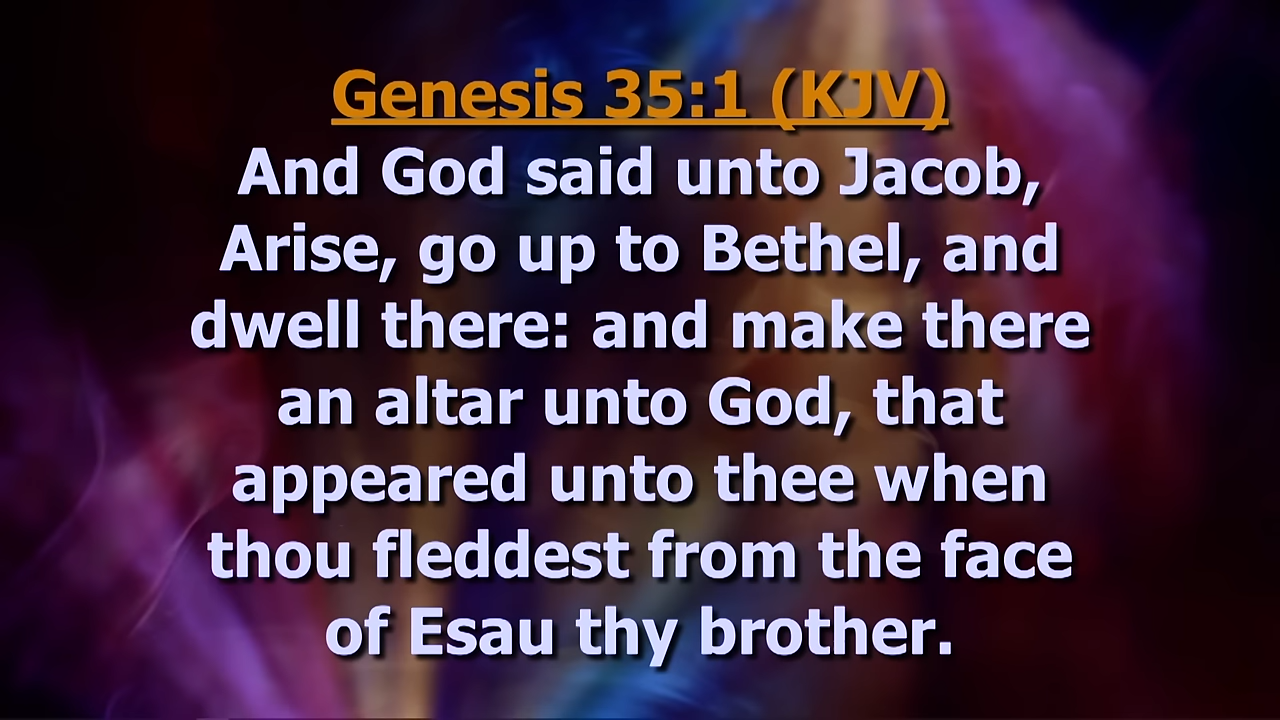 Genesis 35:1 (KJV)
And God said unto Jacob,
Arise, go up to Bethel, and
dwell there: and make there
an altar unto God, that
appeared unto thee when
thou fleddest from the face
of Esau thy brother.